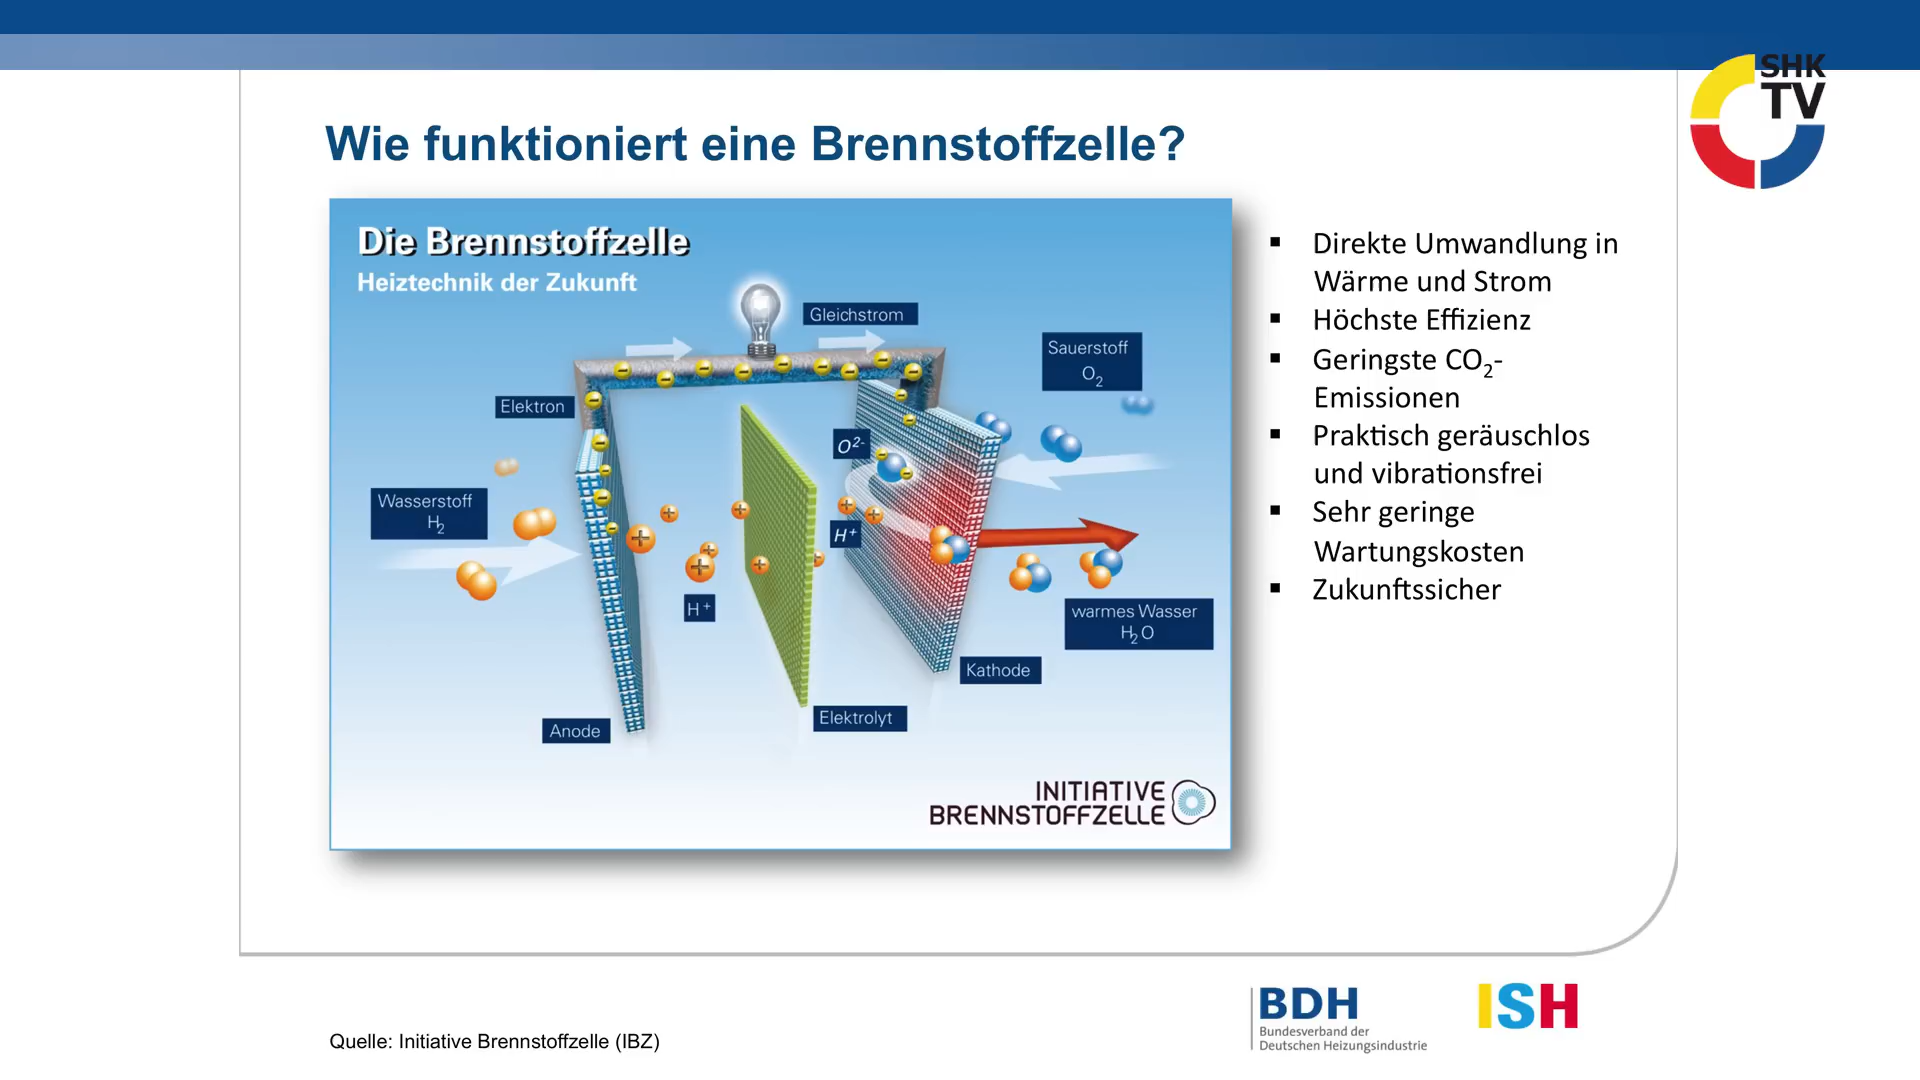 SHK
TV
Wie funktioniert eine Brennstoffzelle?
Die Brennstoffzelle
Heiztechnik der Zukunft
Gleichstrom
Sauerstoff
O2
Elektron
O2-
Wasserstoff
H2
H+
H+
warmes Wasser
H2O
Kathode
Elektrolyt
Anode
INITIATIVE
BRENNSTOFFZELLE
▪ Direkte Umwandlung in
Wärme und Strom
▪ Höchste Effizienz
▪ Geringste CO2-
Emissionen
▪ Praktisch geräuschlos
und vibrationsfrei
▪ Sehr geringe
Wartungskosten
▪ Zukunftssicher
Quelle: Initiative Brennstoffzelle (IBZ)
BDH
Bundesverband der
Deutschen Heizungsindustrie
ISH